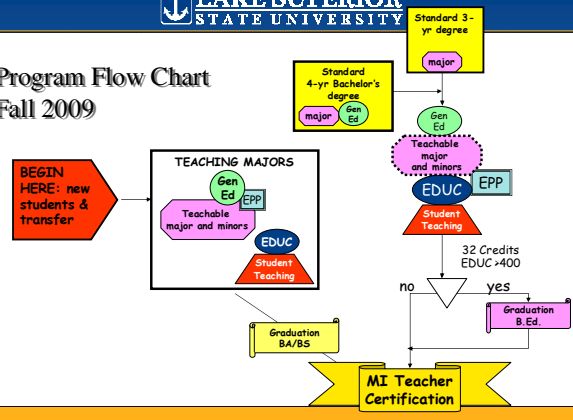 LAKE SUPERIOR
STATE UNIVERSITY
Program Flow Chart
Fall 2009
Standard 3-
yr degree
major
Standard
4-yr Bachelor's
degree
major
Gen
Ed
Gen
Ed
Teachable
major
and minors
EDUC
EPP
Student
Teaching
BEGIN
HERE: new
students &
transfer
TEACHING MAJORS
Gen
Ed
EPP
Teachable
major and minors
EDUC
Student
Teaching
32 Credits
EDUC >400
no
yes
Graduation
B.Ed.
Graduation
BA/BS
MI Teacher
Certification